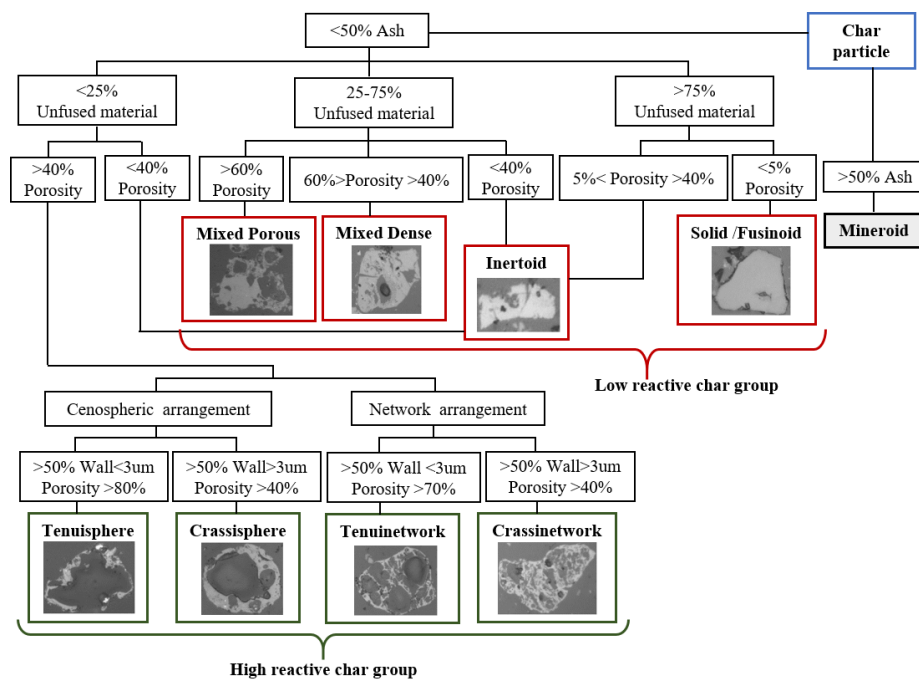 <50% Ash
Char
particle
<25%
Unfused material
25-75%
Unfused material
>75%
Unfused material
>40%
Porosity
<40%
Porosity
>60%
Porosity
60%>Porosity >40%
<40%
Porosity
5%< Porosity >40%
<5%
Porosity
>50% Ash
Mixed Porous
Mixed Dense
Inertoid
Solid /Fusinoid
Mineroid
Low reactive char group
Cenospheric arrangement
Network arrangement
>50% Wall<3um
Porosity >80%
>50% Wall>3um
Porosity >40%
>50% Wall <3um
Porosity >70%
>50% Wall>3um
Porosity >40%
Tenuisphere
Crassisphere
Tenuinetwork
Crassinetwork
High reactive char group